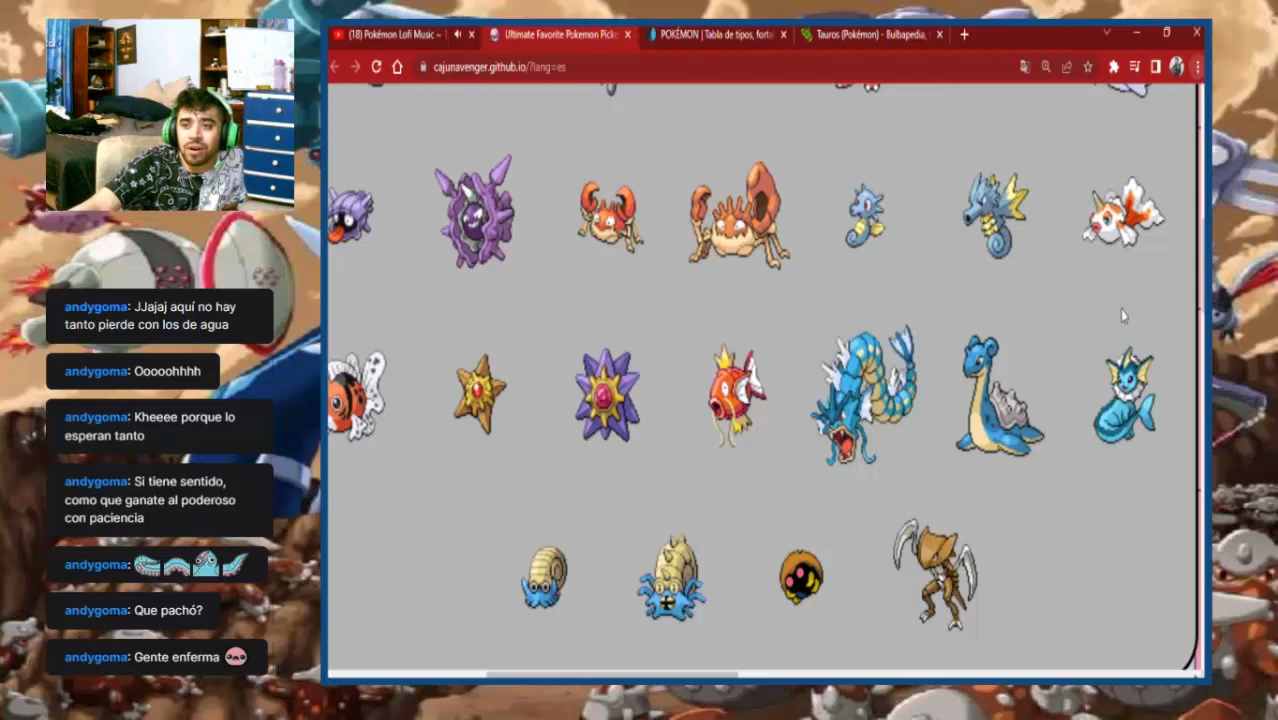 (18) Pokémon Lofi Music ~
Ultimate Favorite Pokemon Picke
POKÉMON | Tabla de tipos, fortal
Tauros (Pokémon) - Bulbapedia,
cajunavenger.github.io/?lang=es
andygoma: JJajaj aquí no hay
tanto pierde con los de agua
andygoma: Ooooohhhh
andygoma: Kheeee porque lo
esperan tanto
andygoma: Si tiene sentido,
como que ganate al poderoso
con paciencia
andygoma:
andygoma: Que pachó?
andygoma: Gente enferma